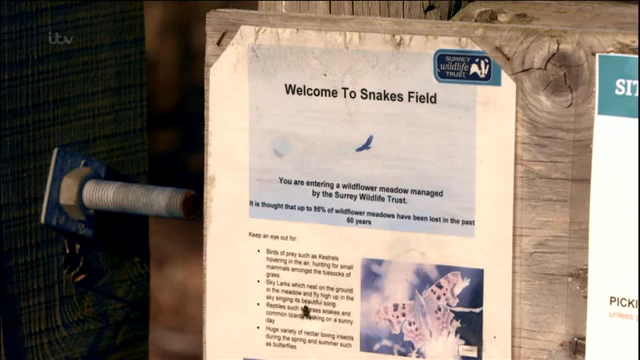 itv
SURREY
wildlife
TRUST
Welcome To Snakes Field
You are entering a wildflower meadow managed
by the Surrey Wildlife Trust.
It is thought that up to 95% of wildflower meadows have been lost in the past
60 years
Keep an eye out for:
• Birds of prey such as Kestrels
hovering in the air, hunting for small
mammals amongst the tussocks of
grass.
• Sky Larks which nest on the ground
in the meadow and fly high up in the
sky singing its beautiful song
• Reptiles such grass snakes and
common lizards basking on a sunny
day
• Huge variety of nectar loving insects
during the spring and summer such
as butterflies
SIT
PICKI
unless